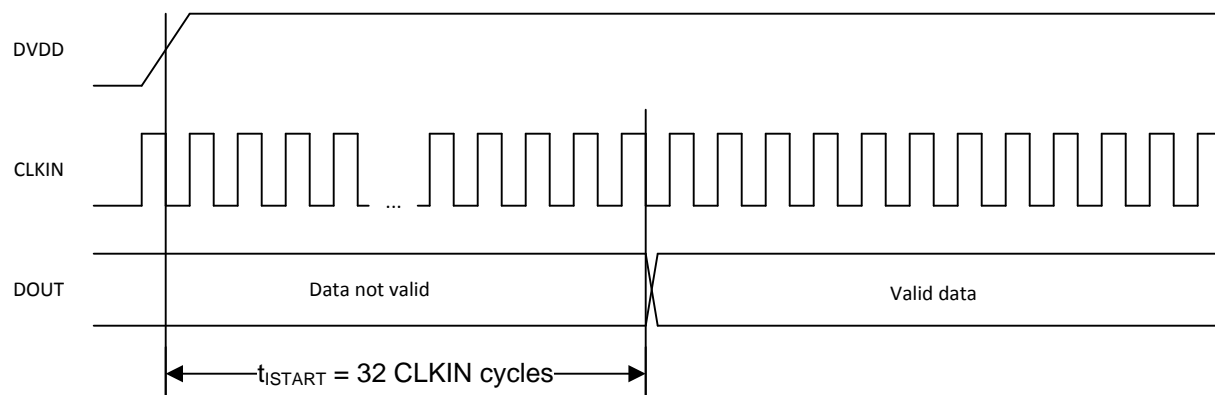 DVDD
CLKIN
...
DOUT
Data not valid
Valid data
tISTART = 32 CLKIN cycles